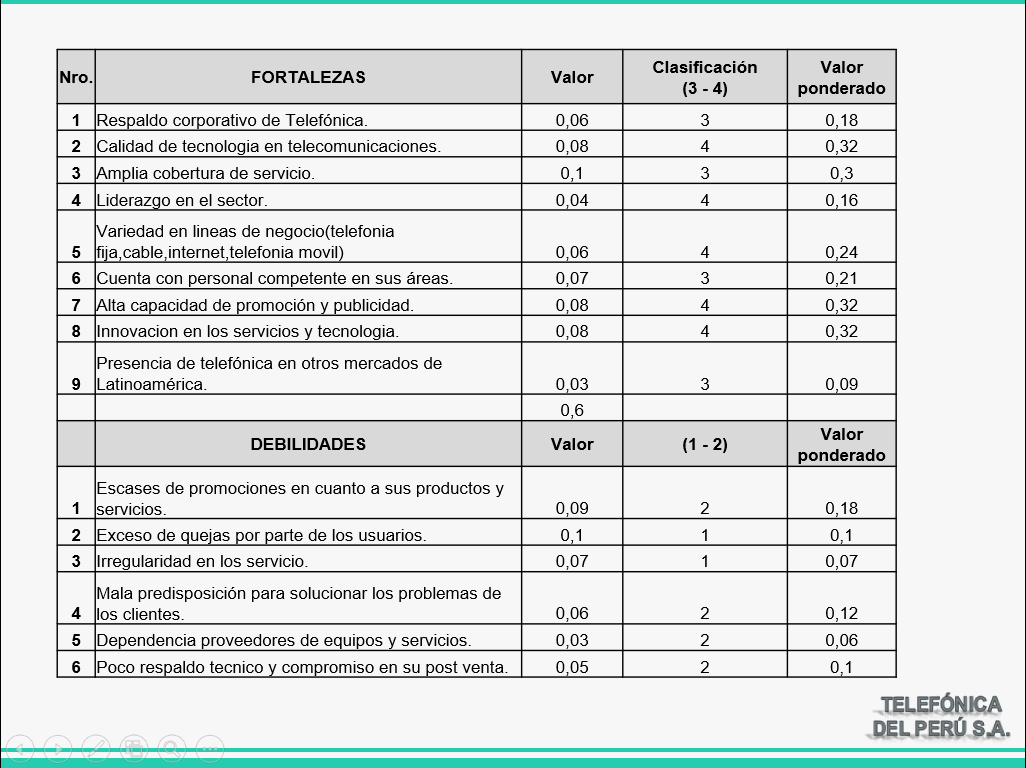 Nro. FORTALEZAS Valor Clasificación (3 - 4) Valor ponderado
1 Respaldo corporativo de Telefónica. 0,06 3 0,18
2 Calidad de tecnologia en telecomunicaciones. 0,08 4 0,32
3 Amplia cobertura de servicio. 0,1 3 0,3
4 Liderazgo en el sector. 0,04 4 0,16
Variedad en lineas de negocio(telefonia
5 fija,cable,internet,telefonia movil) 0,06 4 0,24
6 Cuenta con personal competente en sus áreas. 0,07 3 0,21
7 Alta capacidad de promoción y publicidad. 0,08 4 0,32
8 Innovacion en los servicios y tecnologia. 0,08 4 0,32
Presencia de telefónica en otros mercados de
9 Latinoamérica. 0,03 3 0,09
0,6
DEBILIDADES Valor (1 - 2) Valor ponderado
Escases de promociones en cuanto a sus productos y
1 servicios. 0,09 2 0,18
2 Exceso de quejas por parte de los usuarios. 0,1 1 0,1
3 Irregularidad en los servicio. 0,07 1 0,07
Mala predisposición para solucionar los problemas de
4 los clientes. 0,06 2 0,12
5 Dependencia proveedores de equipos y servicios. 0,03 2 0,06
6 Poco respaldo tecnico y compromiso en su post venta. 0,05 2 0,1
TELEFÓNICA
DEL PERÚ S.A.